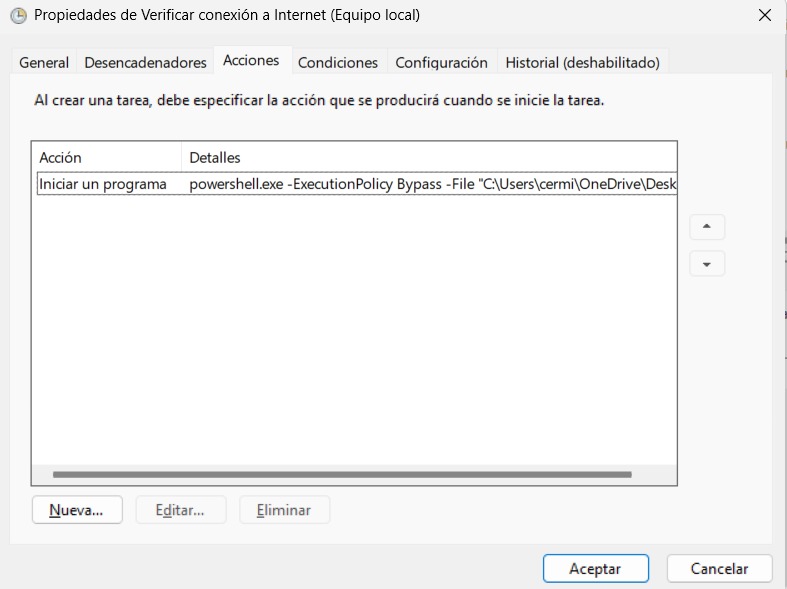 Propiedades de Verificar conexión a Internet (Equipo local)
General Desencadenadores Acciones Condiciones Configuración Historial (deshabilitado)
Al crear una tarea, debe especificar la acción que se producirá cuando se inicie la tarea.
Acción Detalles
Iniciar un programa powershell.exe -ExecutionPolicy Bypass -File "C:\Users\cermi\OneDrive\Desk
Nueva... Editar... Eliminar
Aceptar Cancelar